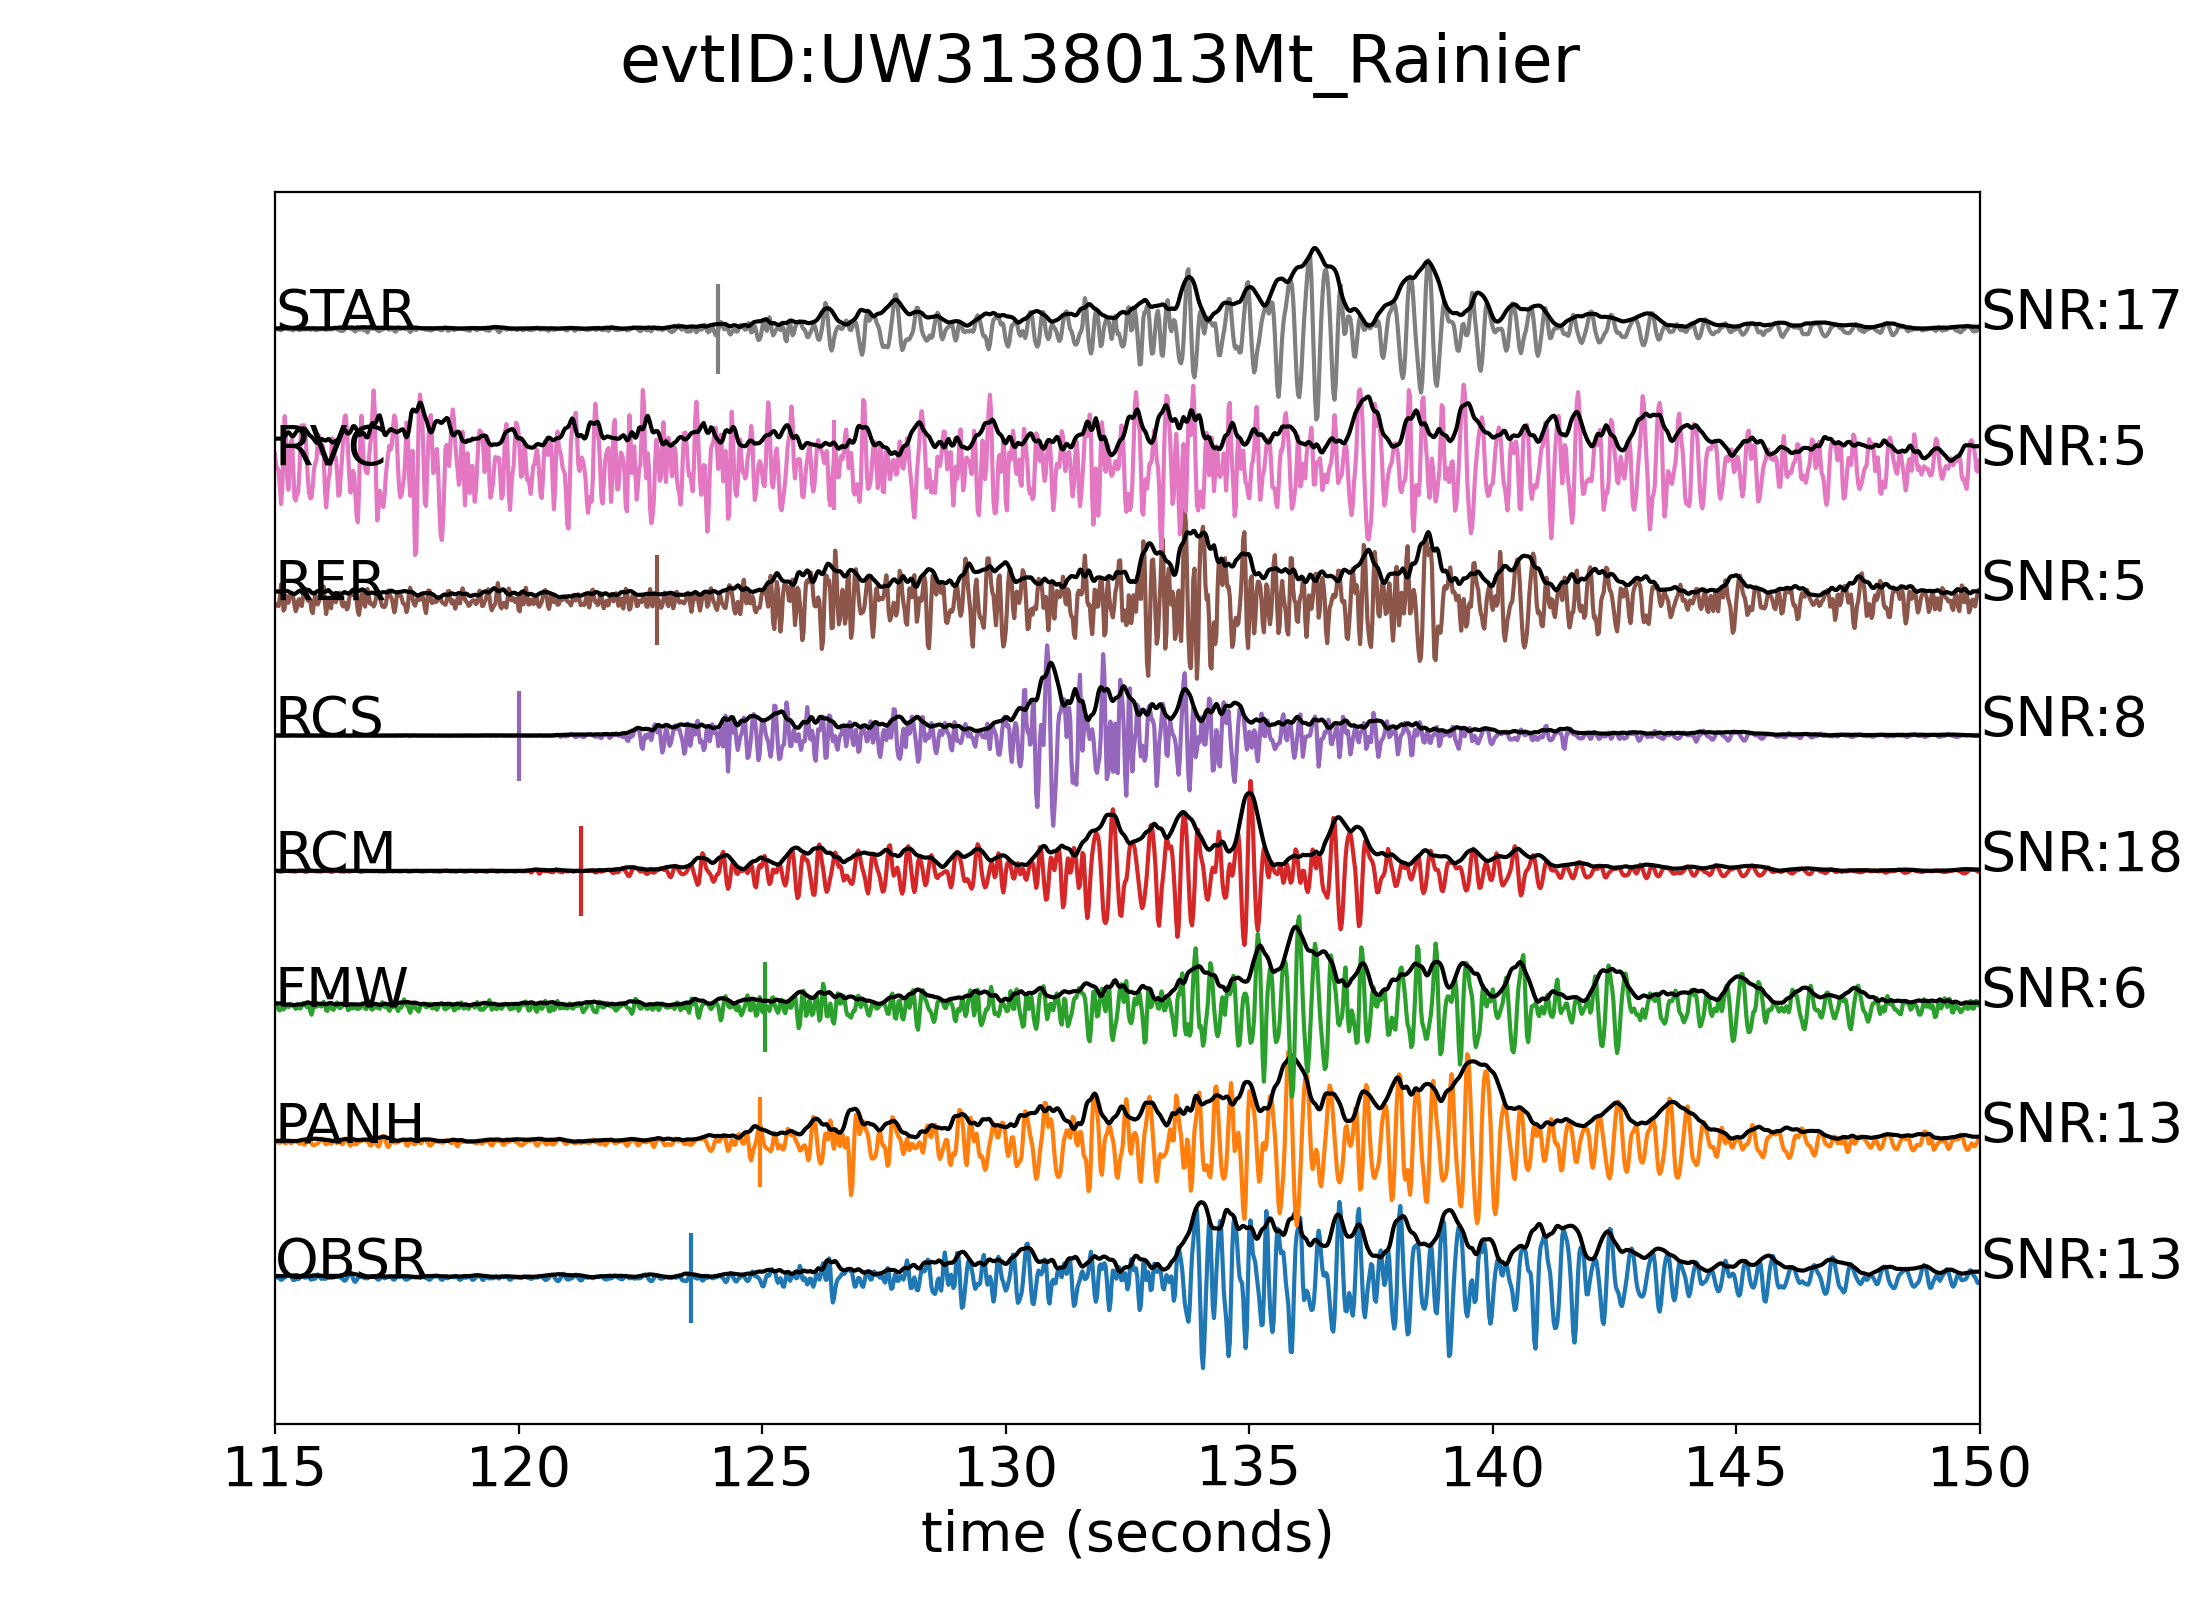 evtID:UW3138013Mt_Rainier
STAR SNR:17
RVC SNR:5
RER SNR:5
RCS SNR:8
RCM SNR:18
FMW SNR:6
PANH SNR:13
OBSR SNR:13
115 120 125 130 135 140 145 150
time (seconds)